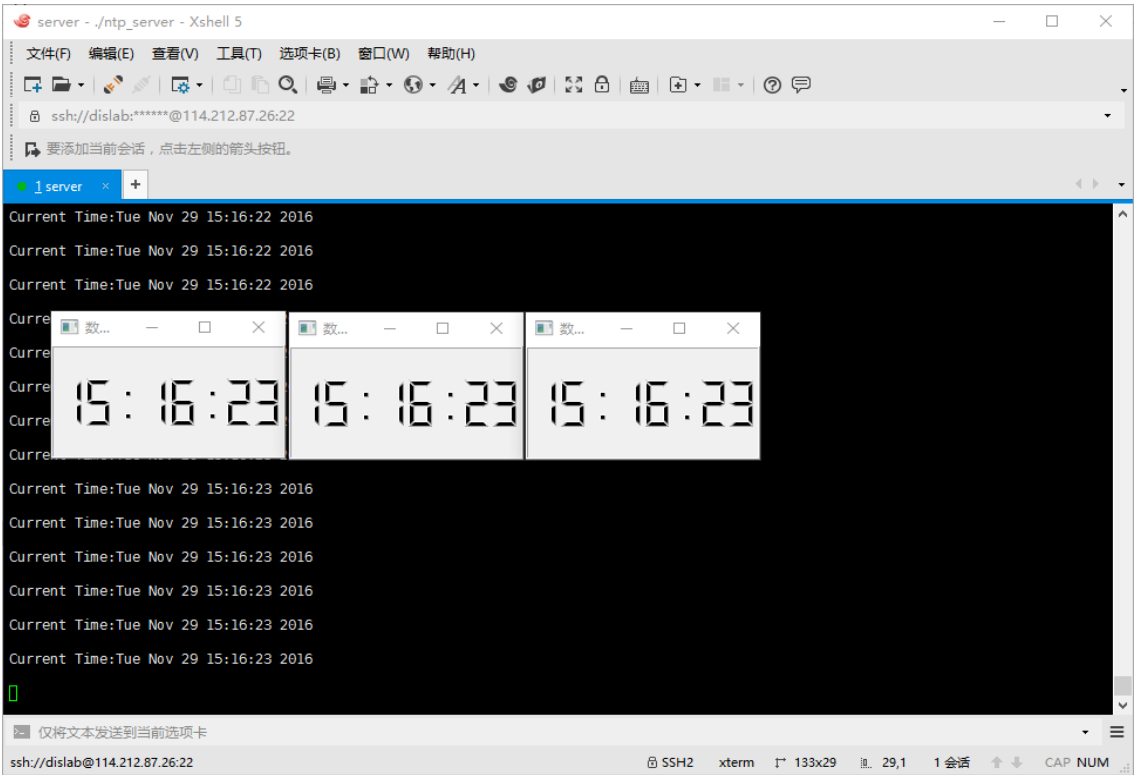 server - ./ntp_server - Xshell 5
文件(F) 编辑(E) 查看(V) 工具(T) 选项卡(B) 窗口(W) 帮助(H)
ssh://dislab:******@114.212.87.26:22
要添加当前会话，点击左侧的箭头按钮。
1 server
Current Time:Tue Nov 29 15:16:22 2016
Current Time:Tue Nov 29 15:16:22 2016
Current Time:Tue Nov 29 15:16:22 2016
Curre
数... 数... 数...
Curre
Curre
15:16:23 15:16:23 15:16:23
Curre
Curre
Current Time:Tue Nov 29 15:16:23 2016
Current Time:Tue Nov 29 15:16:23 2016
Current Time:Tue Nov 29 15:16:23 2016
Current Time:Tue Nov 29 15:16:23 2016
Current Time:Tue Nov 29 15:16:23 2016
Current Time:Tue Nov 29 15:16:23 2016
仅将文本发送到当前选项卡
ssh://dislab@114.212.87.26:22 SSH2 xterm 133x29 29,1 1 会话 CAP NUM